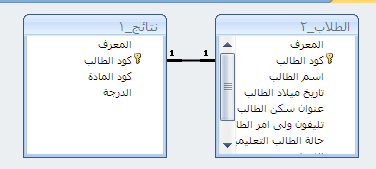 الطلاب_٢
المعرف
كود الطالب
اسم الطالب
تاريخ ميلاد الطالب
عنوان سكن الطالب
تليفون ولى امر الطا
حالة الطالب التعليمي
1 1
نتائج_١
المعرف
كود الطالب
كود المادة
الدرجة